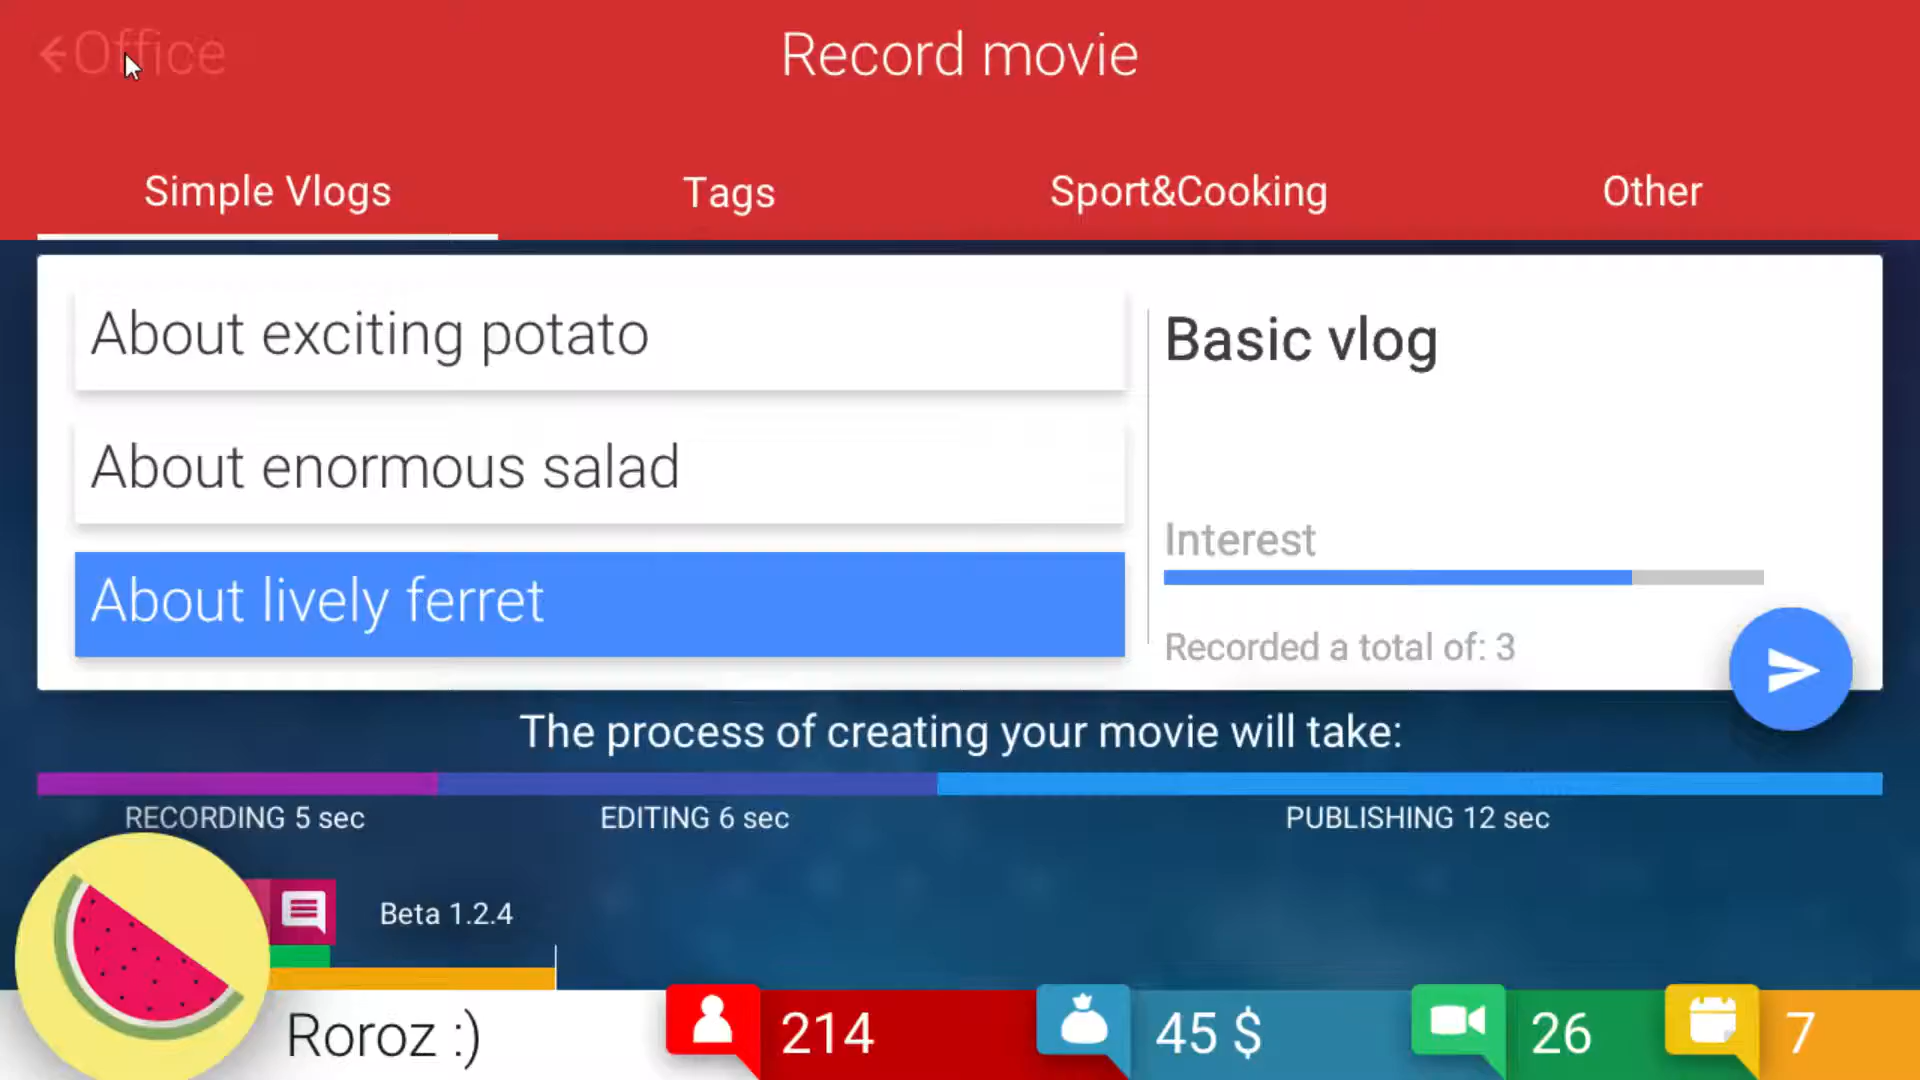 Office
Record movie
Simple Vlogs
Tags
Sport&Cooking
Other
About exciting potato
About enormous salad
About lively ferret
Basic vlog
Interest
Recorded a total of: 3
The process of creating your movie will take:
RECORDING 5 sec
EDITING 6 sec
PUBLISHING 12 sec
Beta 1.2.4
Roroz :)
214
45 $
26
7